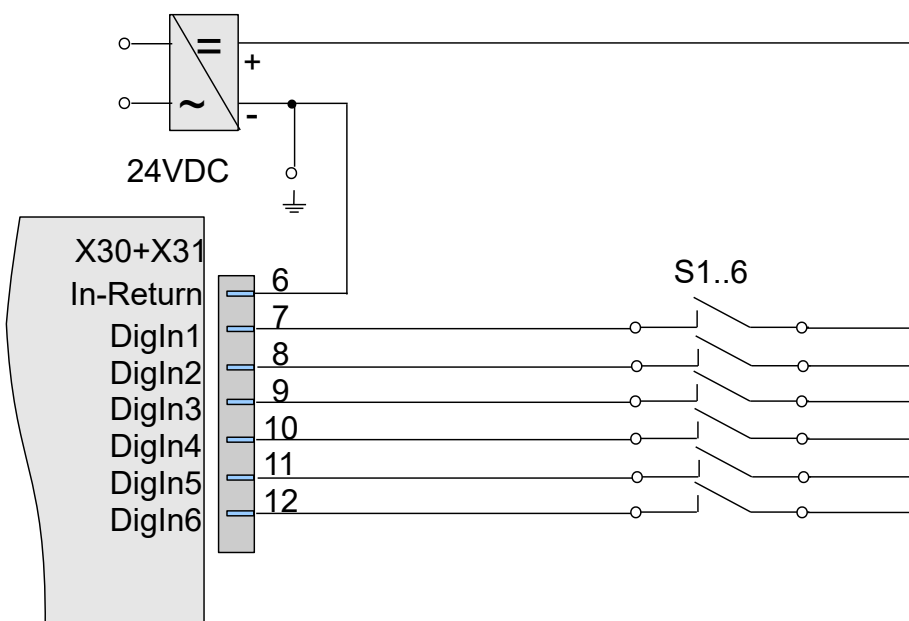 =
+
~
-
24VDC
X30+X31
In-Return
6
S1..6
DigIn1
7
DigIn2
8
DigIn3
9
DigIn4
10
DigIn5
11
DigIn6
12